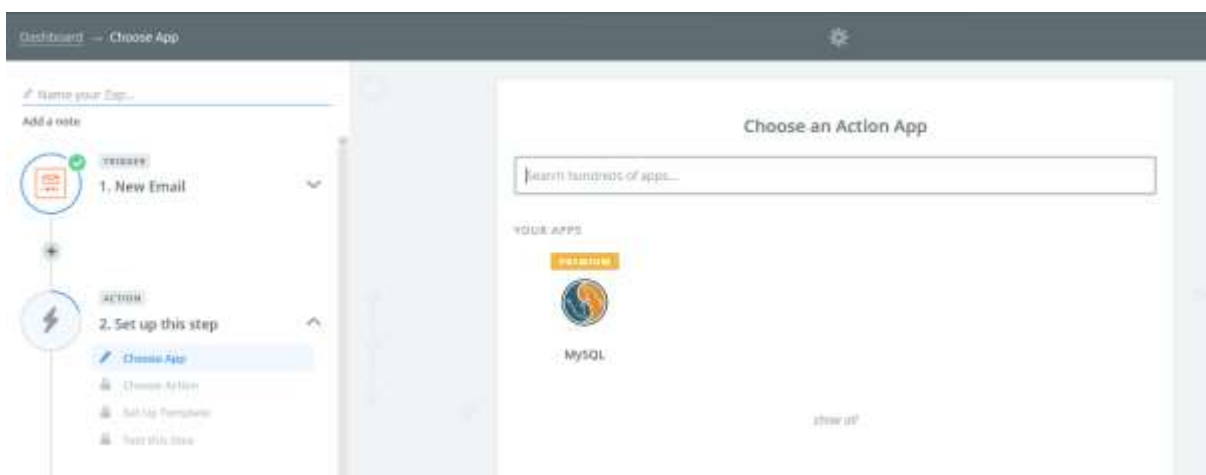 Dashboard → Choose App
Name your Zap...
Add a note
TRIGGER
1. New Email
ACTION
2. Set up this step
Choose App
Choose Action
Set Up Template
Test this Step
Choose an Action App
Search hundreds of apps...
YOUR APPS
PREMIUM
MySQL
show all